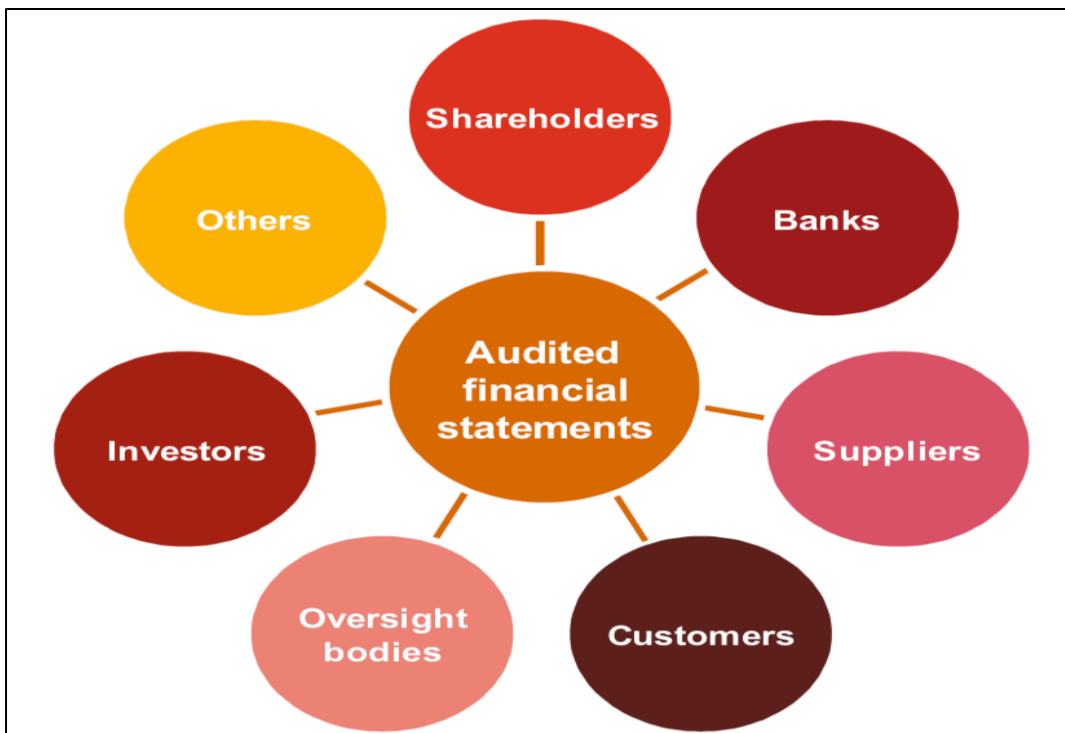 Shareholders
Banks
Suppliers
Customers
Oversight
bodies
Investors
Others
Audited
financial
statements